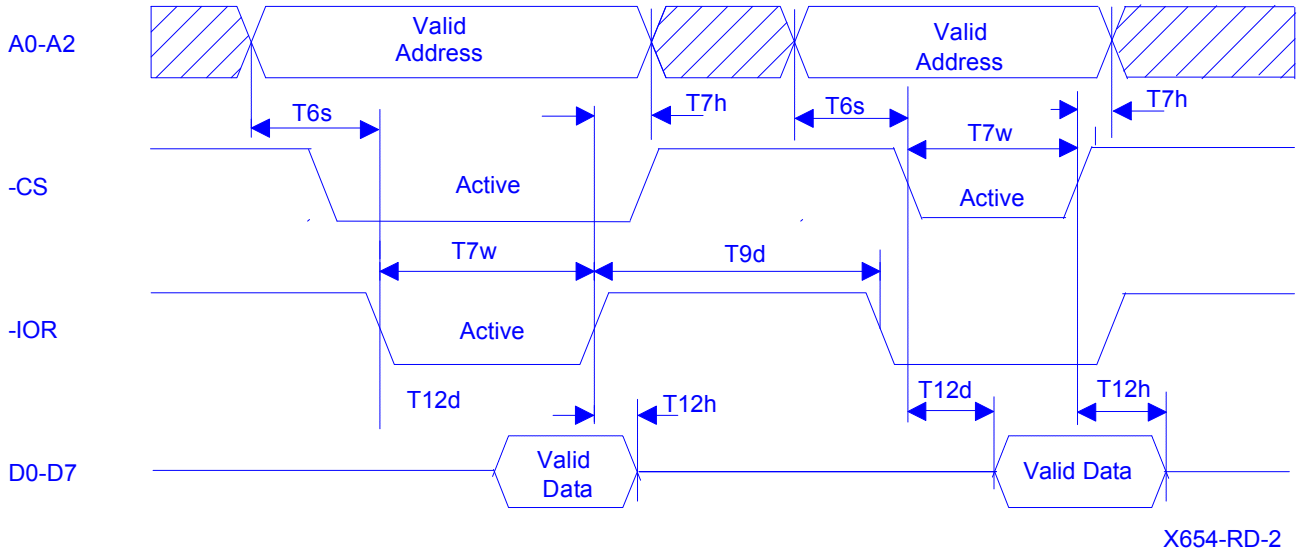 A0-A2
Valid
Address
Valid
Address
T6s
T7h
T6s
T7h
T7w
-CS
Active
Active
T7w
T9d
-IOR
Active
T12d
T12h
T12d
T12h
D0-D7
Valid
Data
Valid Data
X654-RD-2